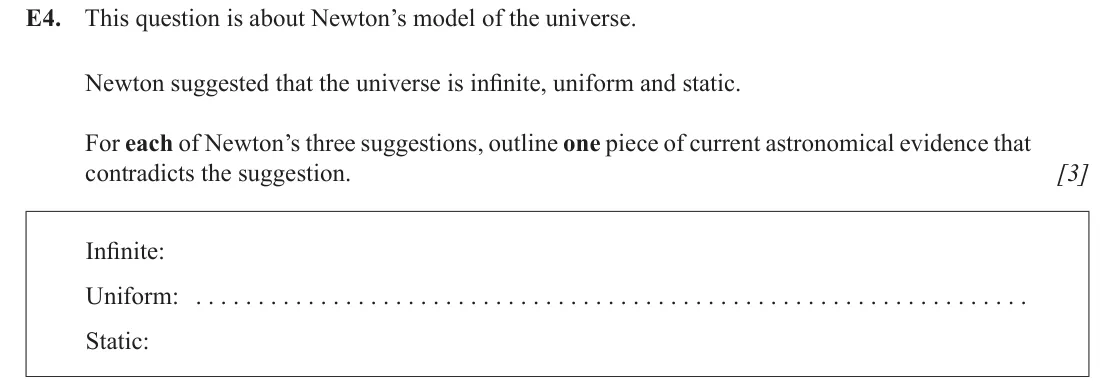 E4. This question is about Newton’s model of the universe.
Newton suggested that the universe is infinite, uniform and static.
For each of Newton’s three suggestions, outline one piece of current astronomical evidence that
contradicts the suggestion. [3]
Infinite:
Uniform: . . . . . . . . . . . . . . . . . . . . . . . . . . . . . . . . . . . . . . . . . . . . . . . . . . . . . . . . . . . . . . . . . . .
Static: